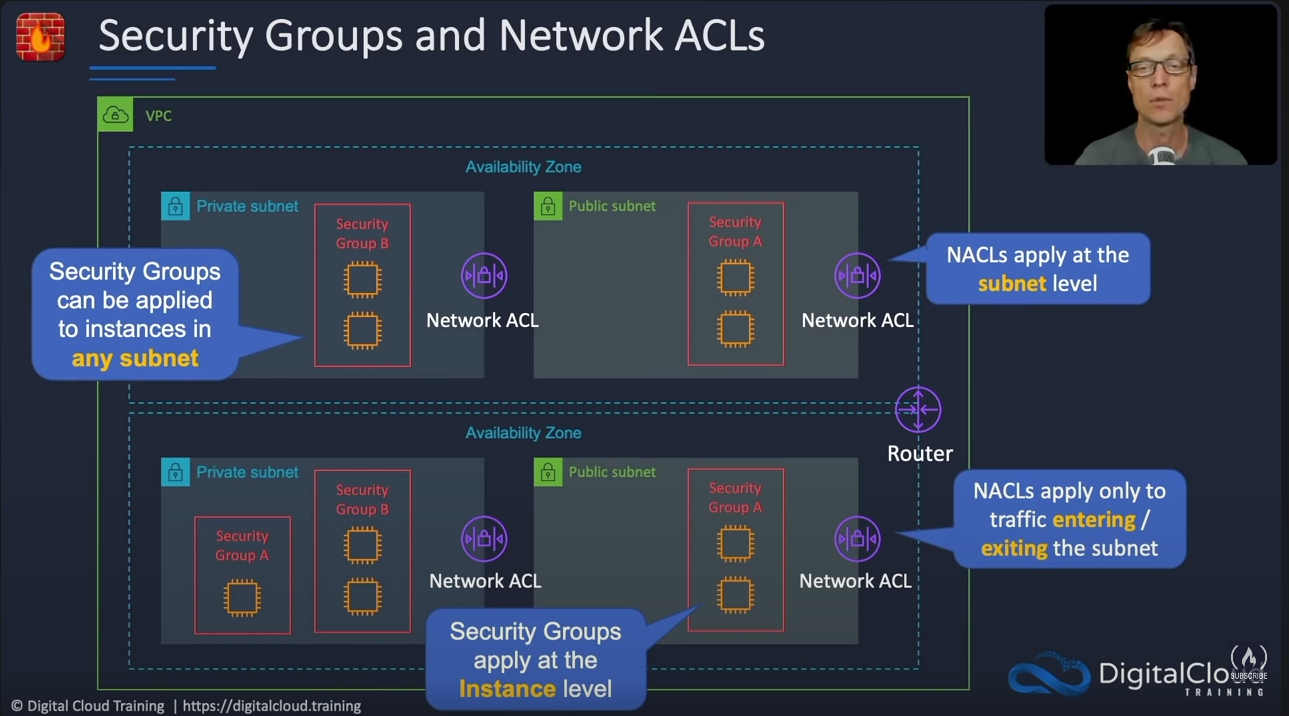 Security Groups and Network ACLs
VPC
Availability Zone
Private subnet
Security
Group B
Network ACL
Public subnet
Security
Group A
Network ACL
Security Groups
can be applied
to instances in
any subnet
NACLs apply at the
subnet level
Router
Availability Zone
Private subnet
Security
Group A
Security
Group B
Network ACL
Public subnet
Security
Group A
Network ACL
NACLs apply only to
traffic entering /
exiting the subnet
Security Groups
apply at the
Instance level
DigitalCloud
TRAINING
SUBSCRIBE
© Digital Cloud Training | https://digitalcloud.training